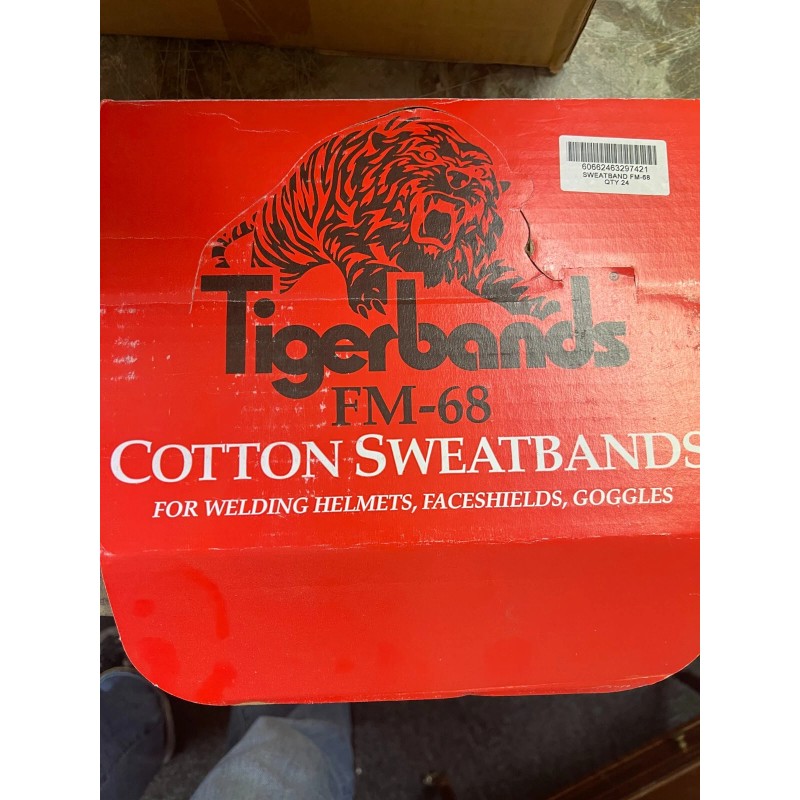 60662463297421
SWEATBAND FM-68
QTY 24
Tigerbands
FM-68
COTTON SWEATBANDS
FOR WELDING HELMETS, FACESHIELDS, GOGGLES